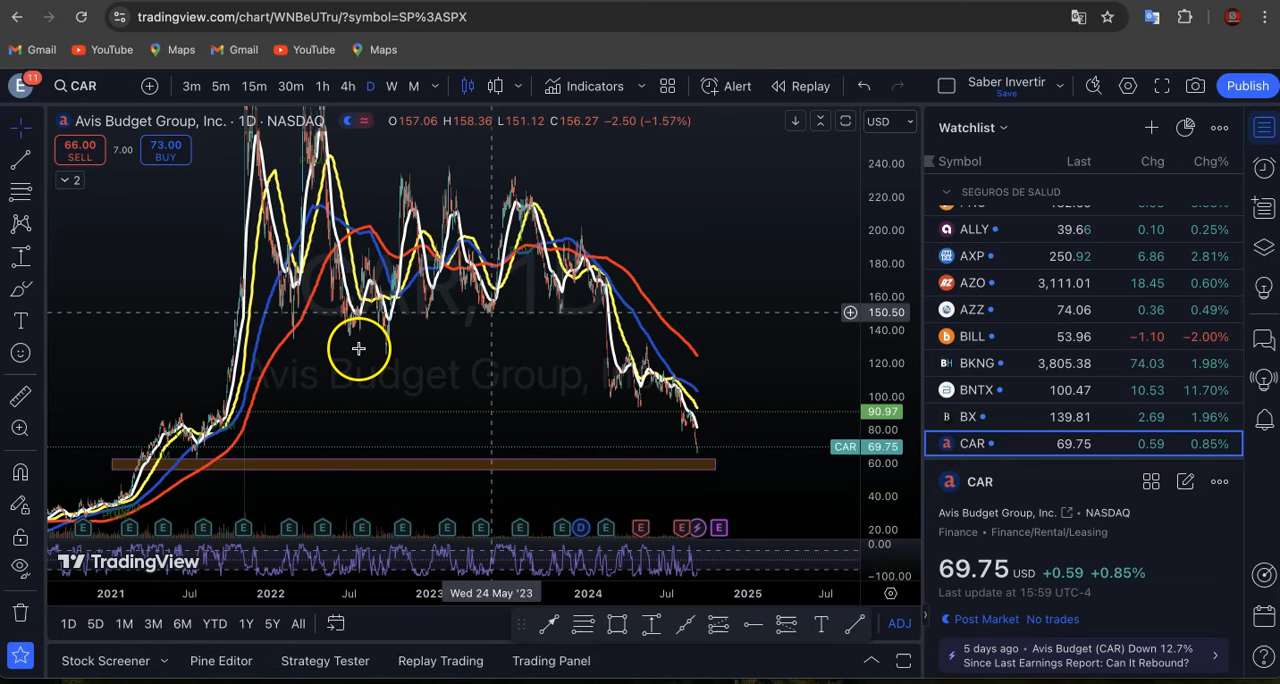 tradingview.com/chart/WNBeUTru/?symbol=SP%3ASPX
Gmail YouTube Maps Gmail YouTube Maps
E 11 CAR 3m 5m 15m 30m 1h 4h D W M Indicators Alert Replay Saber Invertir Save Publish
Avis Budget Group, Inc. · 1D · NASDAQ O157.06 H158.36 L151.12 C156.27 −2.50 (−1.57%) USD
66.00 SELL 7.00 73.00 BUY
2
240.00
220.00
200.00
180.00
160.00
150.50
140.00
120.00
100.00
90.97
80.00
CAR 69.75
60.00
40.00
20.00
0.00
−100.00
CAR, 1D
Avis Budget Group, I
E E E E E E E E E E E E D E E E E
TradingView
2021 Jul 2022 Jul 2023 Wed 24 May '23 2024 Jul 2025 Jul
1D 5D 1M 3M 6M YTD 1Y 5Y All ADJ
Stock Screener Pine Editor Strategy Tester Replay Trading Trading Panel
Watchlist
Symbol Last Chg Chg%
SEGUROS DE SALUD
ALLY 39.66 0.10 0.25%
AXP 250.92 6.86 2.81%
AZO 3,111.01 18.45 0.60%
AZZ 74.06 0.36 0.49%
BILL 53.96 −1.10 −2.00%
BKNG 3,805.38 74.03 1.98%
BNTX 100.47 10.53 11.70%
BX 139.81 2.69 1.96%
CAR 69.75 0.59 0.85%
CAR
Avis Budget Group, Inc. • NASDAQ
Finance • Finance/Rental/Leasing
69.75 USD +0.59 +0.85%
Last update at 15:59 UTC-4
Post Market No trades
5 days ago • Avis Budget (CAR) Down 12.7%
Since Last Earnings Report: Can It Rebound?